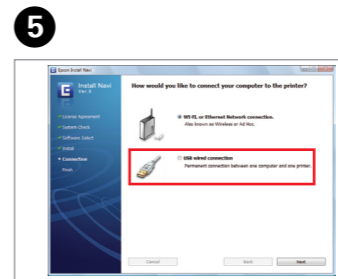 5
Epson Install Navi
Install Navi
Ver. 8
License Agreement
System Check
Software Select
Install
Connection
Finish
How would you like to connect your computer to the printer?
Wi-Fi, or Ethernet Network connection.
Also known as Wireless or Ad Hoc.
USB wired connection
Permanent connection between one computer and one printer.
Cancel
Back
Next